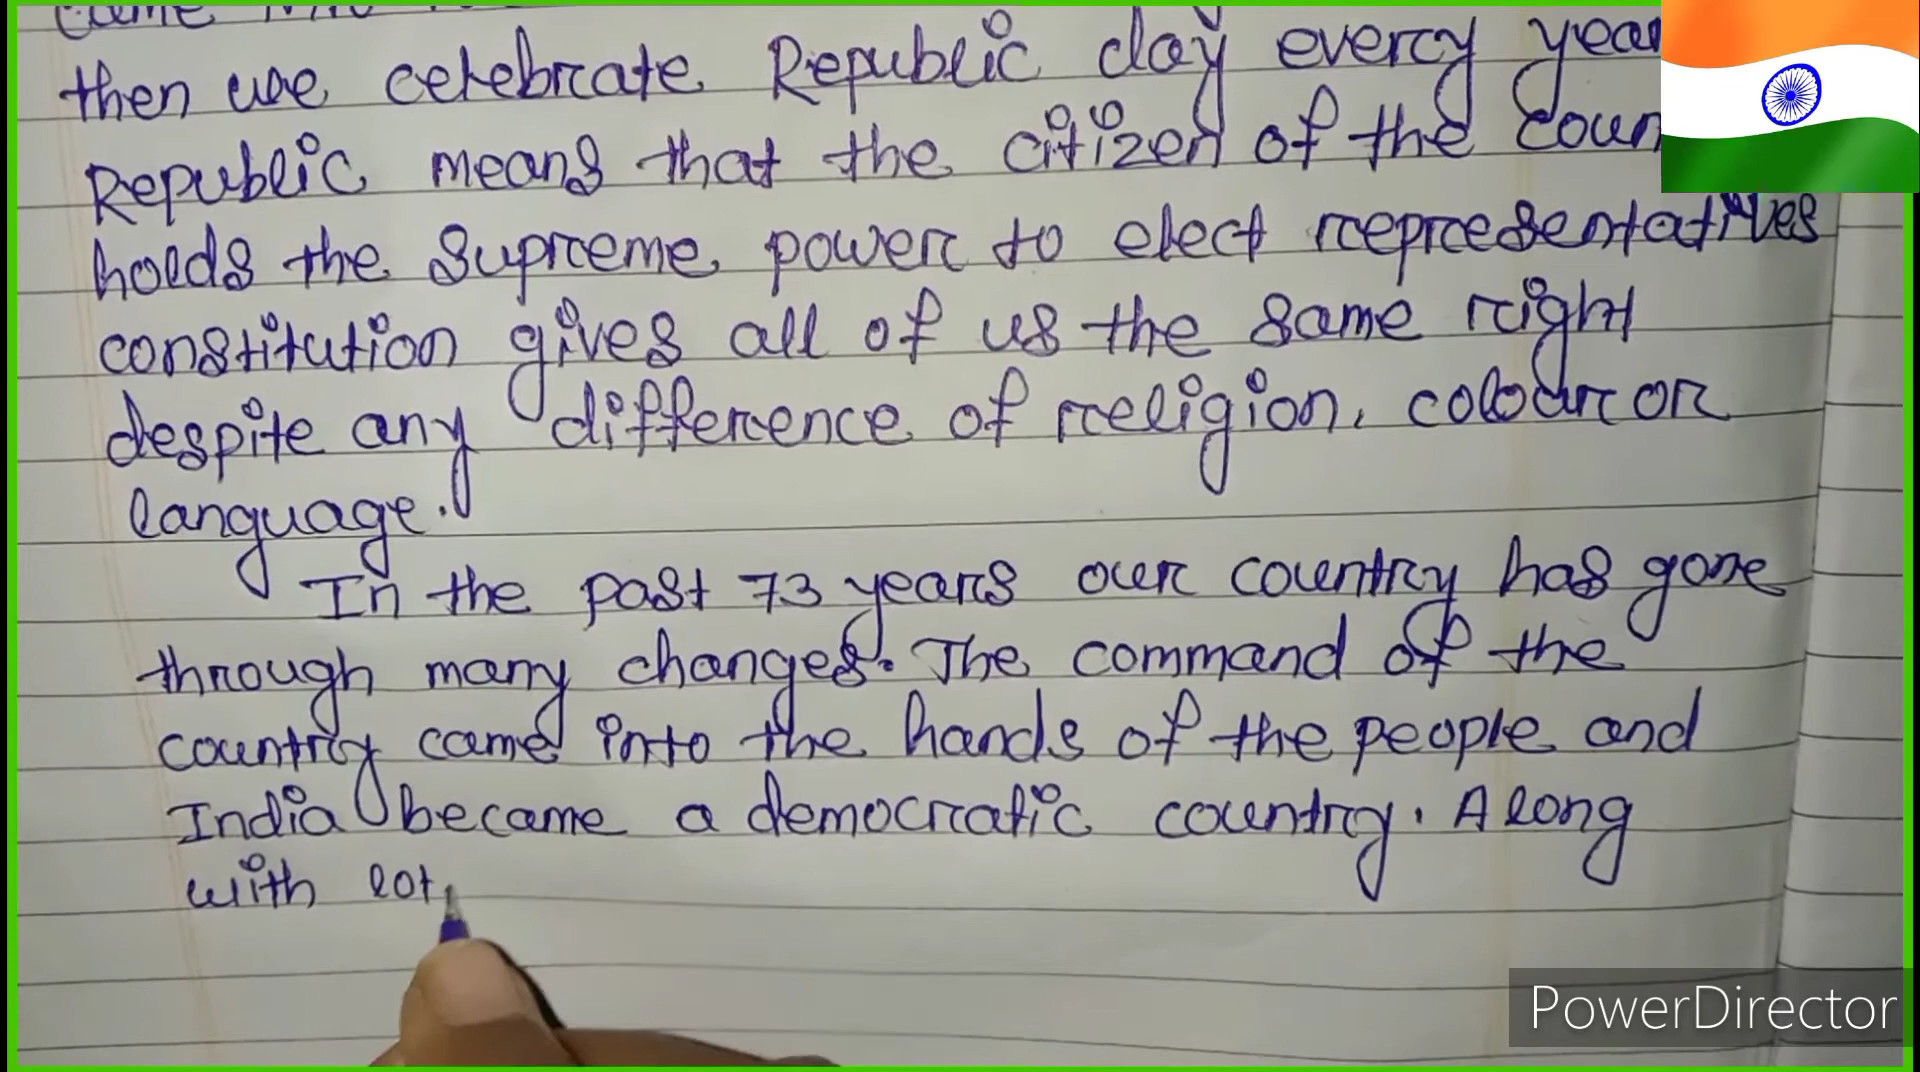 came into
then we celebrate Republic day every year
Republic means that the citizen of the coun
holds the supreme power to elect representatives
constitution gives all of us the same right
despite any difference of religion, colour or
language.
In the past 73 years our country has gone
through many changes. The command of the
country came into the hands of the people and
India became a democratic country. Along
with lot
PowerDirector